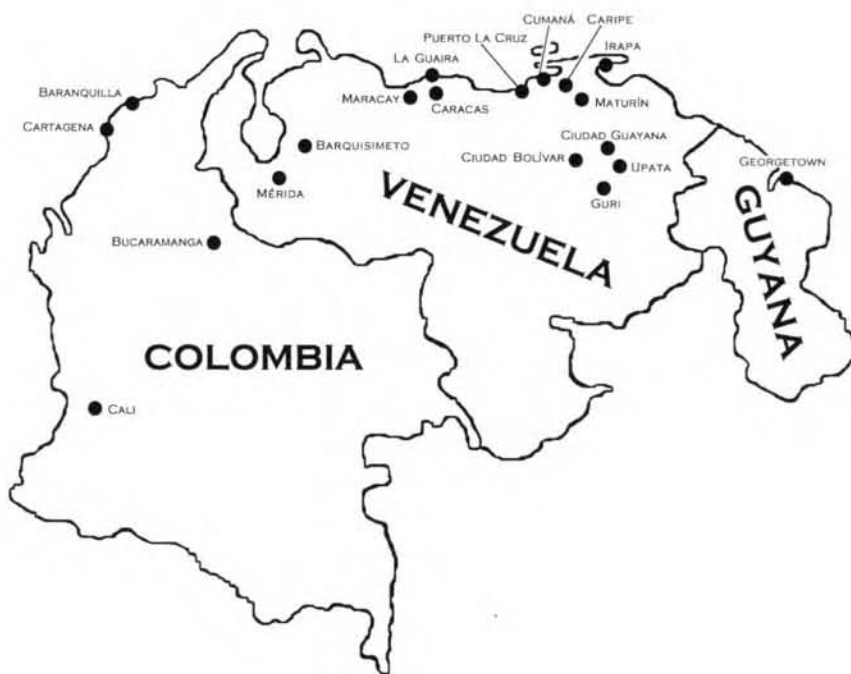 CUMANÁ
CARIPE
PUERTO LA CRUZ
IRAPA
LA GUAIRA
BARANQUILLA
MARACAY
CARACAS
MATURÍN
CARTAGENA
BARQUISIMETO
CIUDAD GUAYANA
CIUDAD BOLÍVAR
UPATA
GEORGETOWN
MÉRIDA
GURI
VENEZUELA
GUYANA
BUCARAMANGA
COLOMBIA
CALI